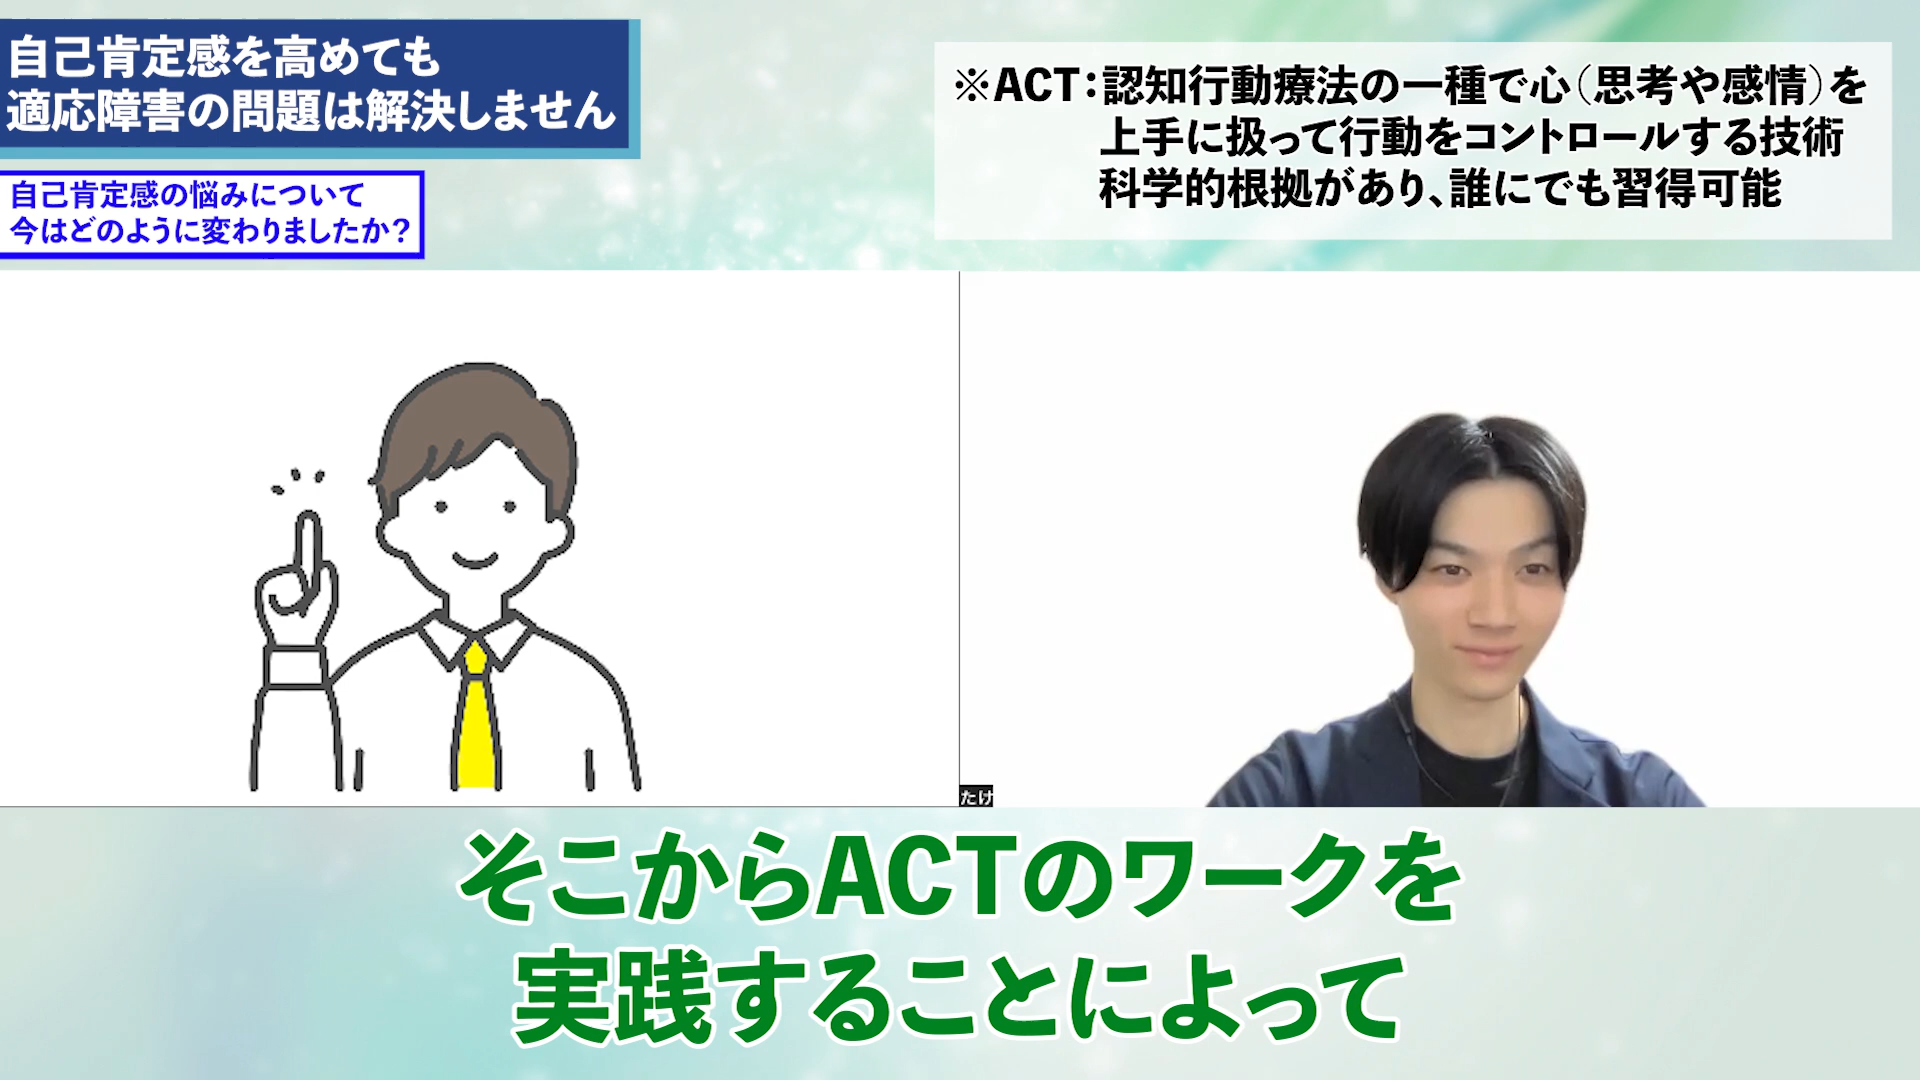 自己肯定感を高めても
適応障害の問題は解決しません
自己肯定感の悩みについて
今はどのように変わりましたか?
※ACT:認知行動療法の一種で心(思考や感情)を
上手に扱って行動をコントロールする技術
科学的根拠があり、誰にでも習得可能
たけ
そこからACTのワークを
実践することによって